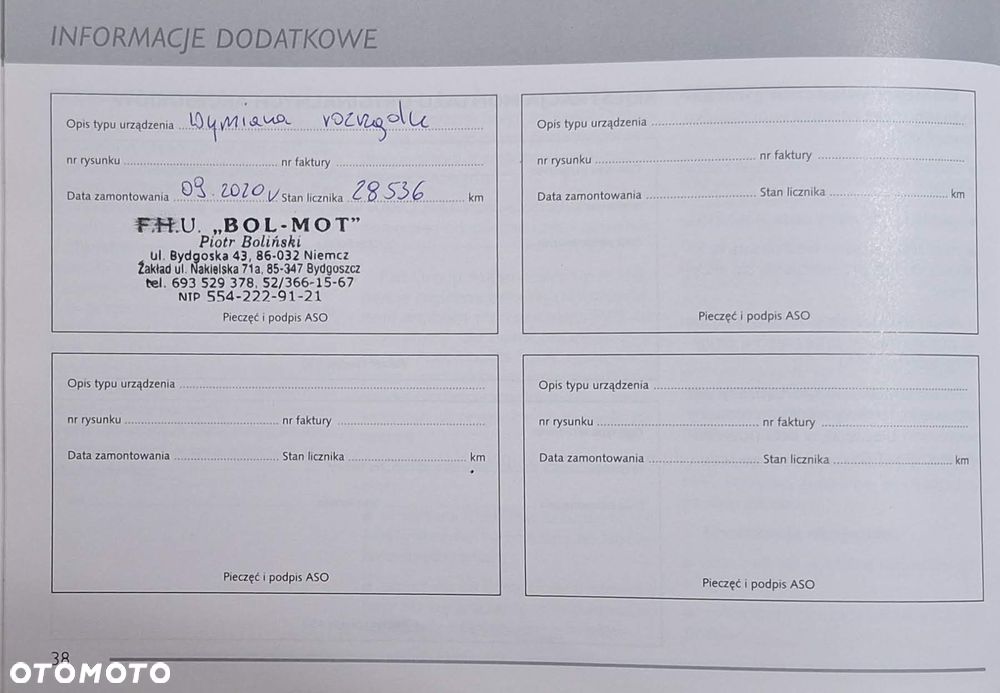 INFORMACJE DODATKOWE
Opis typu urządzenia Wymiana rozrządu
nr rysunku nr faktury
Data zamontowania 09.2020r Stan licznika 28536 km
F.H.U. „BOL-MOT”
Piotr Boliński
ul. Bydgoska 43, 86-032 Niemcz
Zakład ul. Nakielska 71a, 85-347 Bydgoszcz
tel. 693 529 378, 52/366-15-67
NIP 554-222-91-21
Pieczęć i podpis ASO
Opis typu urządzenia
nr rysunku nr faktury
Data zamontowania Stan licznika km
Pieczęć i podpis ASO
Opis typu urządzenia
nr rysunku nr faktury
Data zamontowania Stan licznika km
Pieczęć i podpis ASO
Opis typu urządzenia
nr rysunku nr faktury
Data zamontowania Stan licznika km
Pieczęć i podpis ASO
38
OTOMOTO